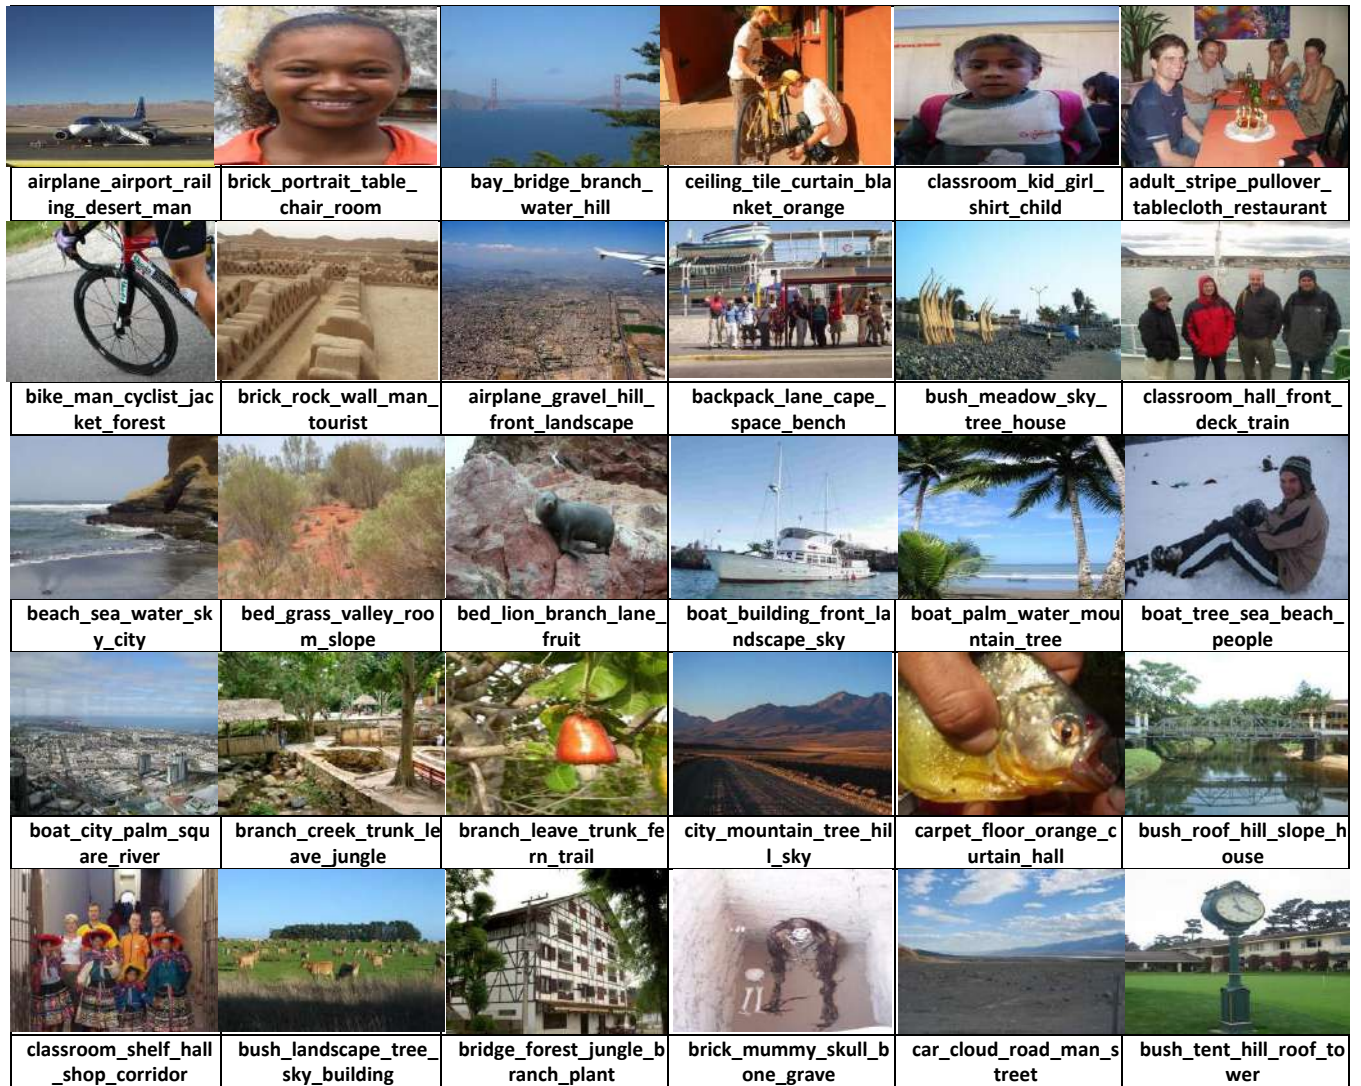 airplane_airport_rail
ing_desert_man
brick_portrait_table_
chair_room
bay_bridge_branch_
water_hill
ceiling_tile_curtain_bla
nket_orange
classroom_kid_girl_
shirt_child
adult_stripe_pullover_
tablecloth_restaurant
bike_man_cyclist_jac
ket_forest
brick_rock_wall_man_
tourist
airplane_gravel_hill_
front_landscape
backpack_lane_cape_
space_bench
bush_meadow_sky_
tree_house
classroom_hall_front_
deck_train
beach_sea_water_sk
y_city
bed_grass_valley_roo
m_slope
bed_lion_branch_lane_
fruit
boat_building_front_la
ndscape_sky
boat_palm_water_mou
ntain_tree
boat_tree_sea_beach_
people
boat_city_palm_squ
are_river
branch_creek_trunk_le
ave_jungle
branch_leave_trunk_fe
rn_trail
city_mountain_tree_hil
l_sky
carpet_floor_orange_c
urtain_hall
bush_roof_hill_slope_h
ouse
classroom_shelf_hall
_shop_corridor
bush_landscape_tree_
sky_building
bridge_forest_jungle_b
ranch_plant
brick_mummy_skull_b
one_grave
car_cloud_road_man_s
treet
bush_tent_hill_roof_to
wer